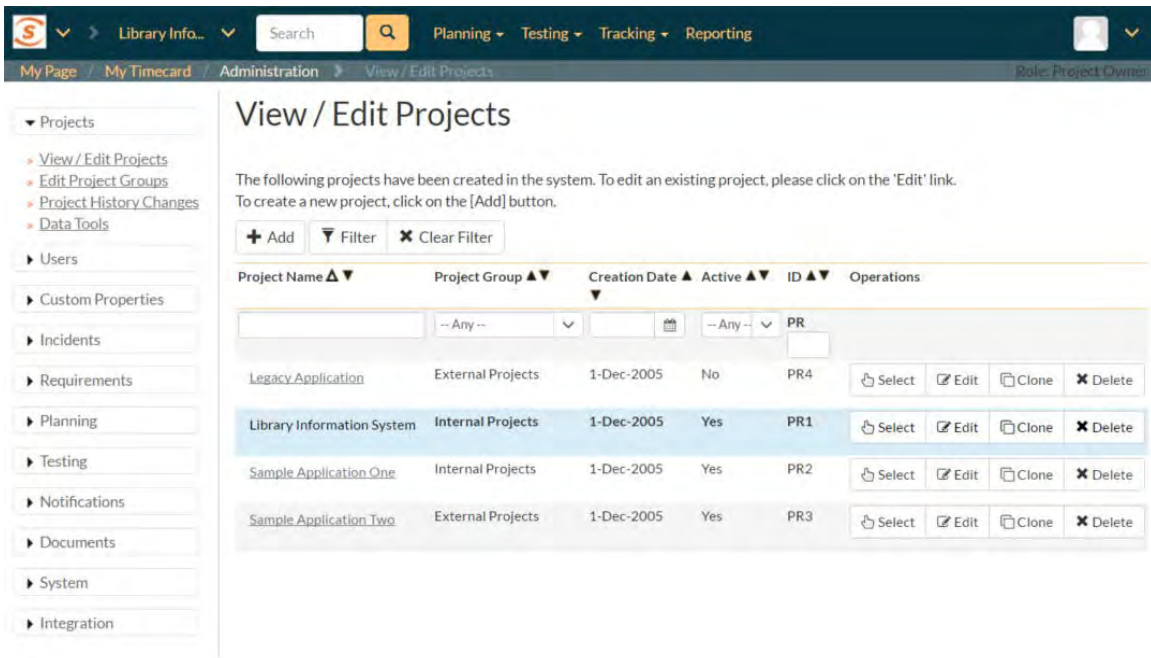 S Library Info... Search Planning Testing Tracking Reporting
My Page / My Timecard / Administration View / Edit Projects Role: Project Owner
Projects
View / Edit Projects
Edit Project Groups
Project History Changes
Data Tools
Users
Custom Properties
Incidents
Requirements
Planning
Testing
Notifications
Documents
System
Integration
View / Edit Projects
The following projects have been created in the system. To edit an existing project, please click on the 'Edit' link.
To create a new project, click on the [Add] button.
Add Filter Clear Filter
Project Name Project Group Creation Date Active ID Operations
-- Any -- -- Any -- PR
Legacy Application External Projects 1-Dec-2005 No PR4 Select Edit Clone Delete
Library Information System Internal Projects 1-Dec-2005 Yes PR1 Select Edit Clone Delete
Sample Application One Internal Projects 1-Dec-2005 Yes PR2 Select Edit Clone Delete
Sample Application Two External Projects 1-Dec-2005 Yes PR3 Select Edit Clone Delete